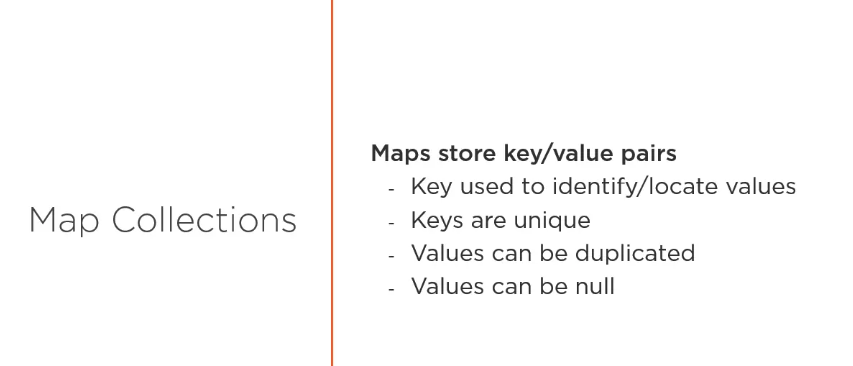 Map Collections
Maps store key/value pairs
- Key used to identify/locate values
- Keys are unique
- Values can be duplicated
- Values can be null